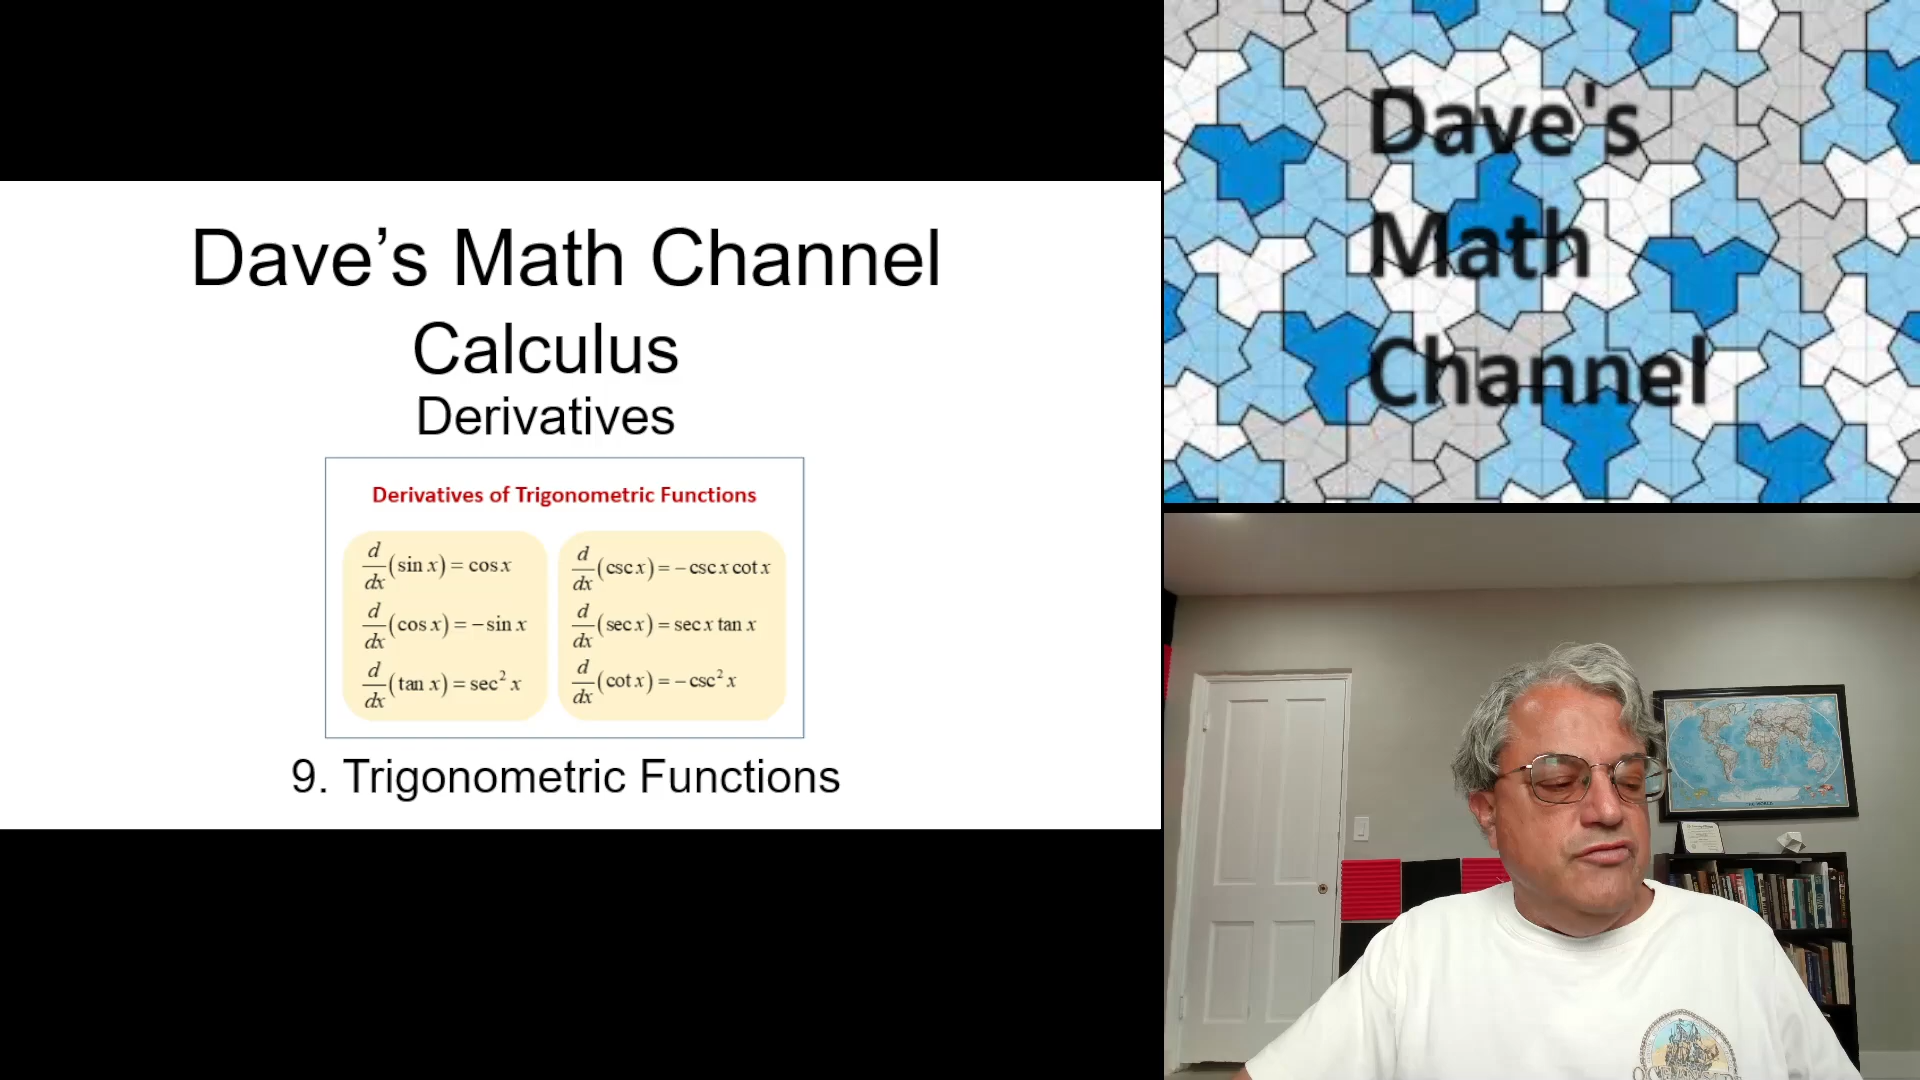 Dave’s Math Channel
Calculus
Derivatives
Derivatives of Trigonometric Functions
d/dx (sin x) = cos x
d/dx (cos x) = −sin x
d/dx (tan x) = sec² x
d/dx (csc x) = −csc x cot x
d/dx (sec x) = sec x tan x
d/dx (cot x) = −csc² x
9. Trigonometric Functions
Dave's
Math
Channel